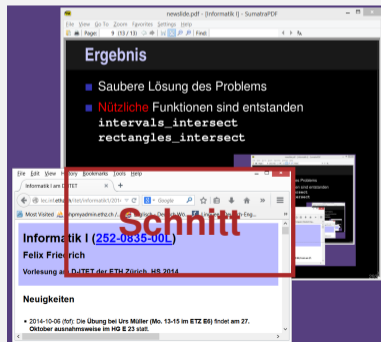 newslide.pdf - [Informatik I] - SumatraPDF
File View Go To Zoom Favorites Settings Help
Page: 9 (13 / 13) Find:
Ergebnis
Saubere Lösung des Problems
Nützliche Funktionen sind entstanden
intervals_intersect
rectangles_intersect
File Edit View History Bookmarks Tools Help
Informatik I am D-ITET
Google
Most Visited
Schnitt
Informatik I (252-0835-00L)
Felix Friedrich
Vorlesung am D-ITET der ETH Zürich, HS 2014
Neuigkeiten
2014-10-06 (fof): Die Übung bei Urs Müller (Mo. 13-15 im ETZ E6) findet am 27.
Oktober ausnahmsweise im HG E 23 statt.